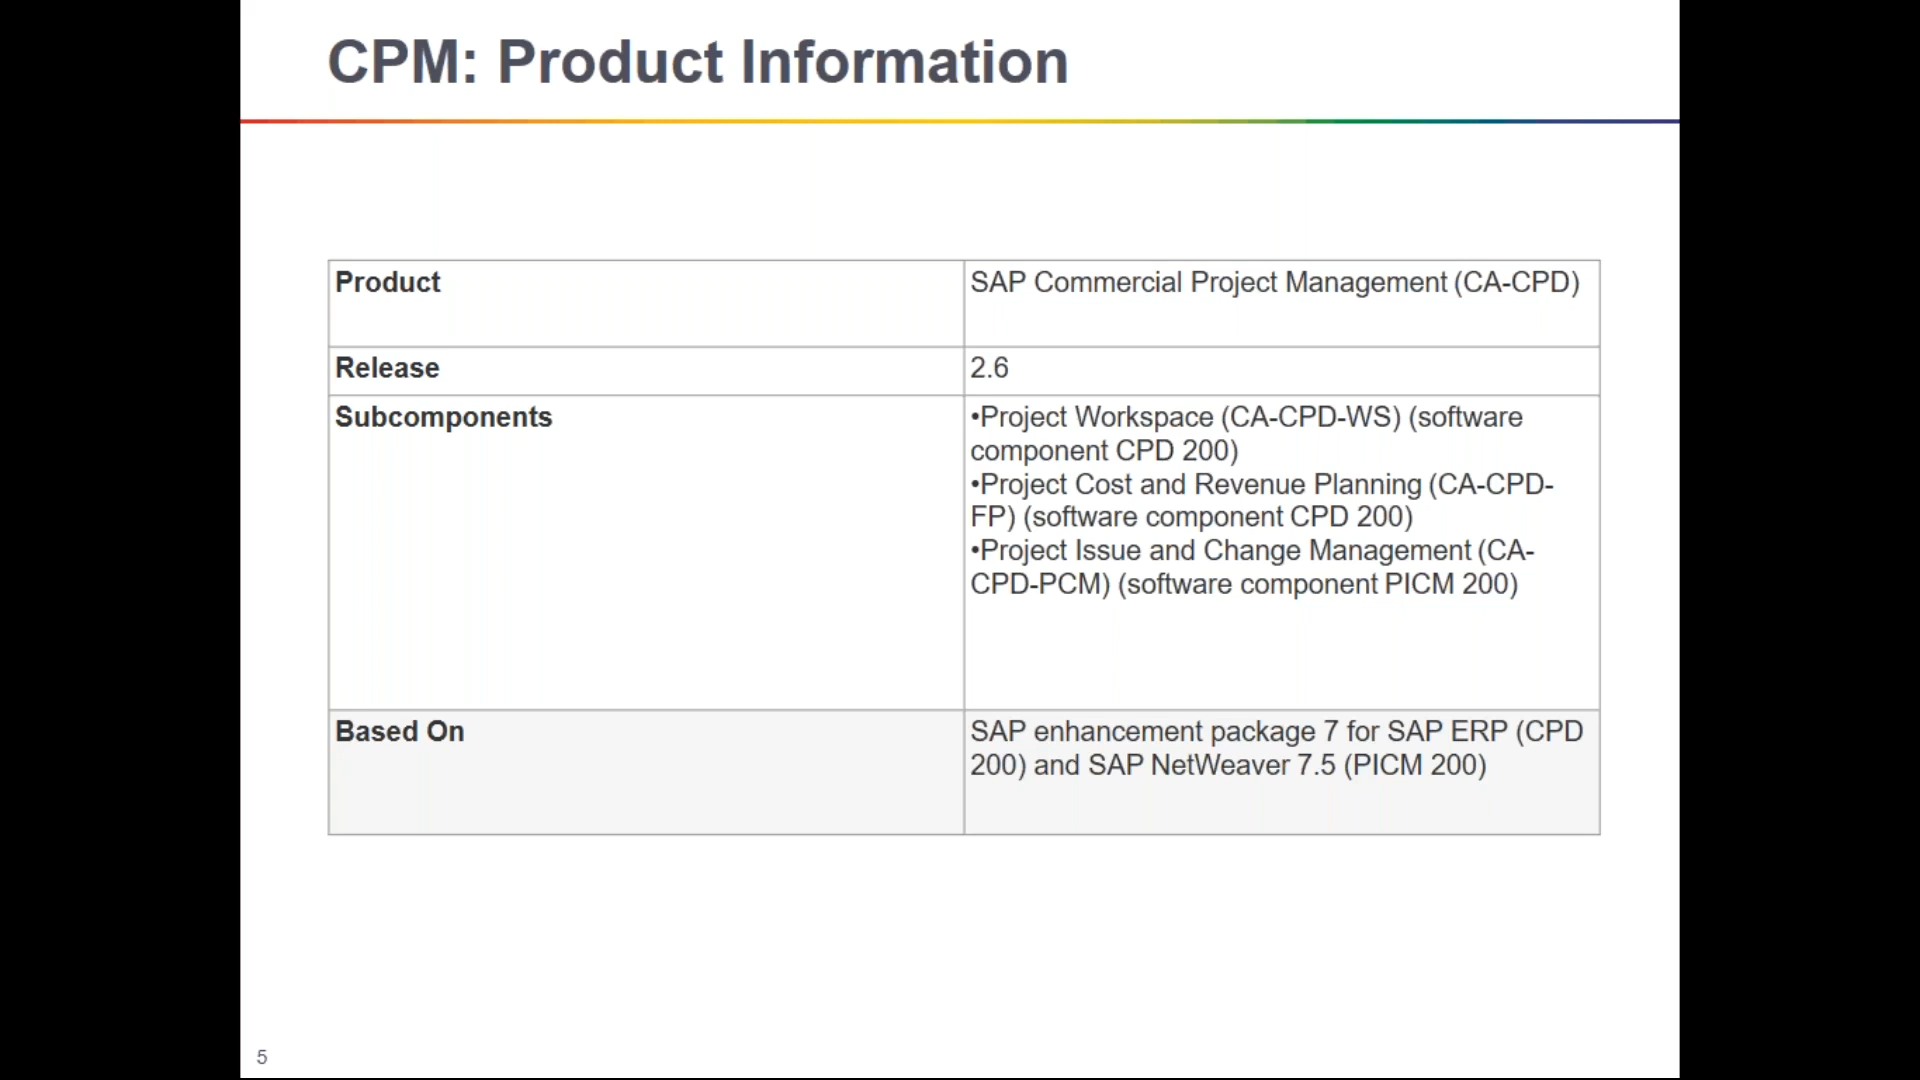 CPM: Product Information
Product
SAP Commercial Project Management (CA-CPD)
Release
2.6
Subcomponents
•Project Workspace (CA-CPD-WS) (software
component CPD 200)
•Project Cost and Revenue Planning (CA-CPD-
FP) (software component CPD 200)
•Project Issue and Change Management (CA-
CPD-PCM) (software component PICM 200)
Based On
SAP enhancement package 7 for SAP ERP (CPD
200) and SAP NetWeaver 7.5 (PICM 200)
5